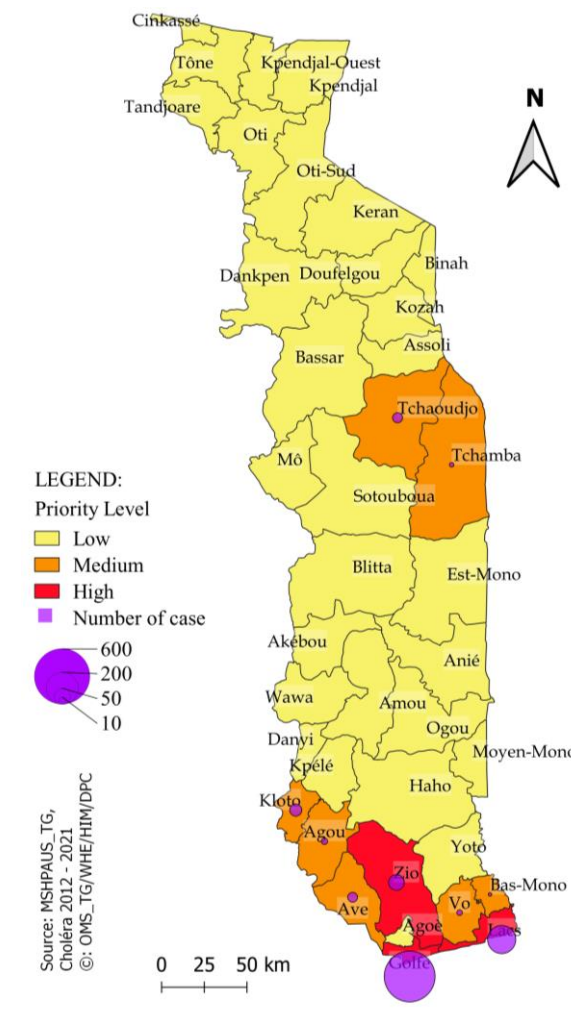 Cinkassé
Tône
Kpendjal-Ouest
Kpendjal
Tandjoare
Oti
Oti-Sud
Keran
Binah
Dankpen
Doufelgou
Kozah
Assoli
Bassar
Tchaoudjo
Tchamba
Mô
Sotouboua
Blitta
Est-Mono
Akébou
Anié
Wawa
Amou
Ogou
Danyi
Moyen-Mono
Kpélé
Haho
Kloto
Agou
Yoto
Zio
Bas-Mono
Ave
Vo
Agoè
Lacs
Golfe
N
LEGEND:
Priority Level
Low
Medium
High
Number of case
600
200
50
10
Source: MSHPAUS_TG,
Choléra 2012 - 2021
©: OMS_TG/WHE/HIM/DPC
0 25 50 km